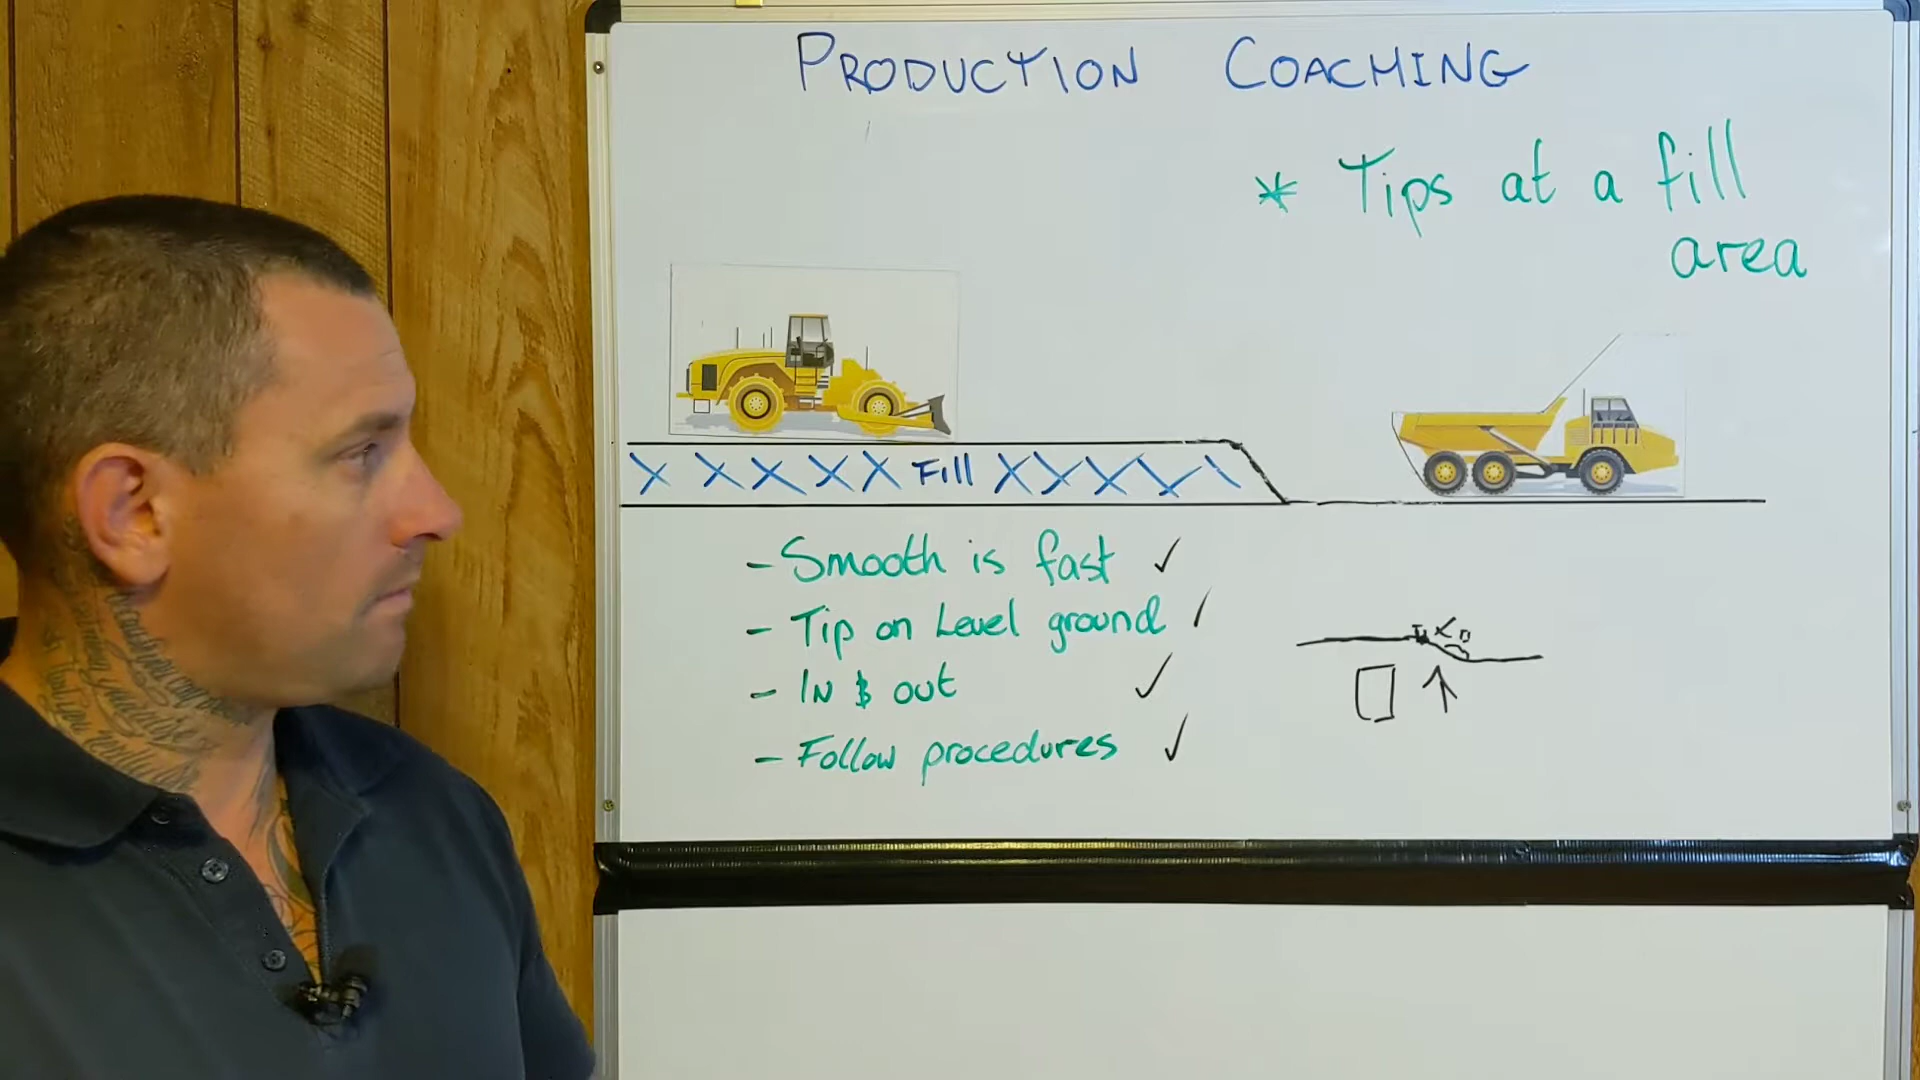 PRODUCTION COACHING
* Tips at a fill
area
Fill
- Smooth is fast ✓
- Tip on Level ground
- In & out ✓
- Follow procedures ✓